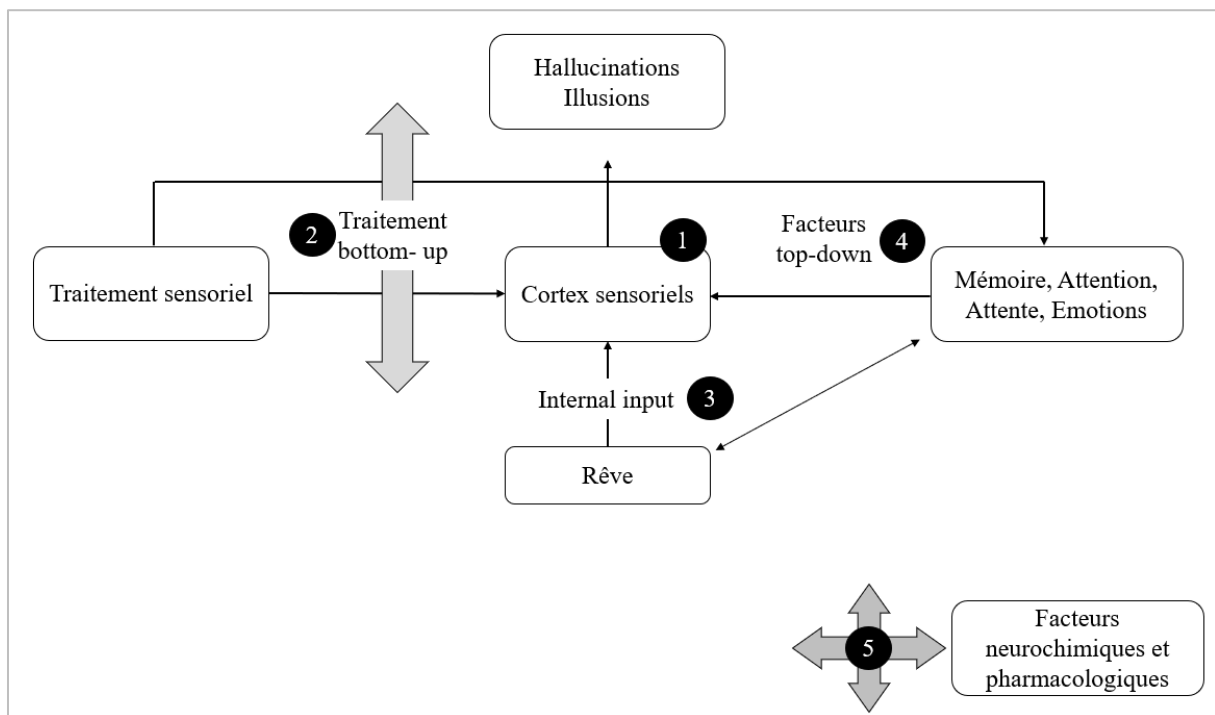 Hallucinations
Illusions
2
Traitement
bottom- up
1
Facteurs
top-down
4
Traitement sensoriel
Cortex sensoriels
Mémoire, Attention,
Attente, Emotions
Internal input
3
Rêve
5
Facteurs
neurochimiques et
pharmacologiques